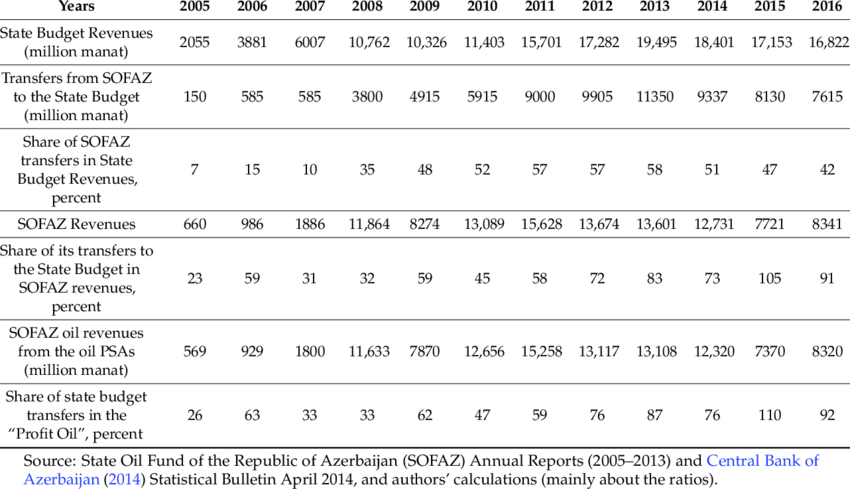 Years 2005 2006 2007 2008 2009 2010 2011 2012 2013 2014 2015 2016
State Budget Revenues
(million manat) 2055 3881 6007 10,762 10,326 11,403 15,701 17,282 19,495 18,401 17,153 16,822
Transfers from SOFAZ
to the State Budget 150 585 585 3800 4915 5915 9000 9905 11350 9337 8130 7615
(million manat)
Share of SOFAZ
transfers in State 7 15 10 35 48 52 57 57 58 51 47 42
Budget Revenues,
percent
SOFAZ Revenues 660 986 1886 11,864 8274 13,089 15,628 13,674 13,601 12,731 7721 8341
Share of its transfers to
the State Budget in 23 59 31 32 59 45 58 72 83 73 105 91
SOFAZ revenues,
percent
SOFAZ oil revenues
from the oil PSAs 569 929 1800 11,633 7870 12,656 15,258 13,117 13,108 12,320 7370 8320
(million manat)
Share of state budget
transfers in the 26 63 33 33 62 47 59 76 87 76 110 92
“Profit Oil”, percent
Source: State Oil Fund of the Republic of Azerbaijan (SOFAZ) Annual Reports (2005–2013) and Central Bank of
Azerbaijan (2014) Statistical Bulletin April 2014, and authors’ calculations (mainly about the ratios).